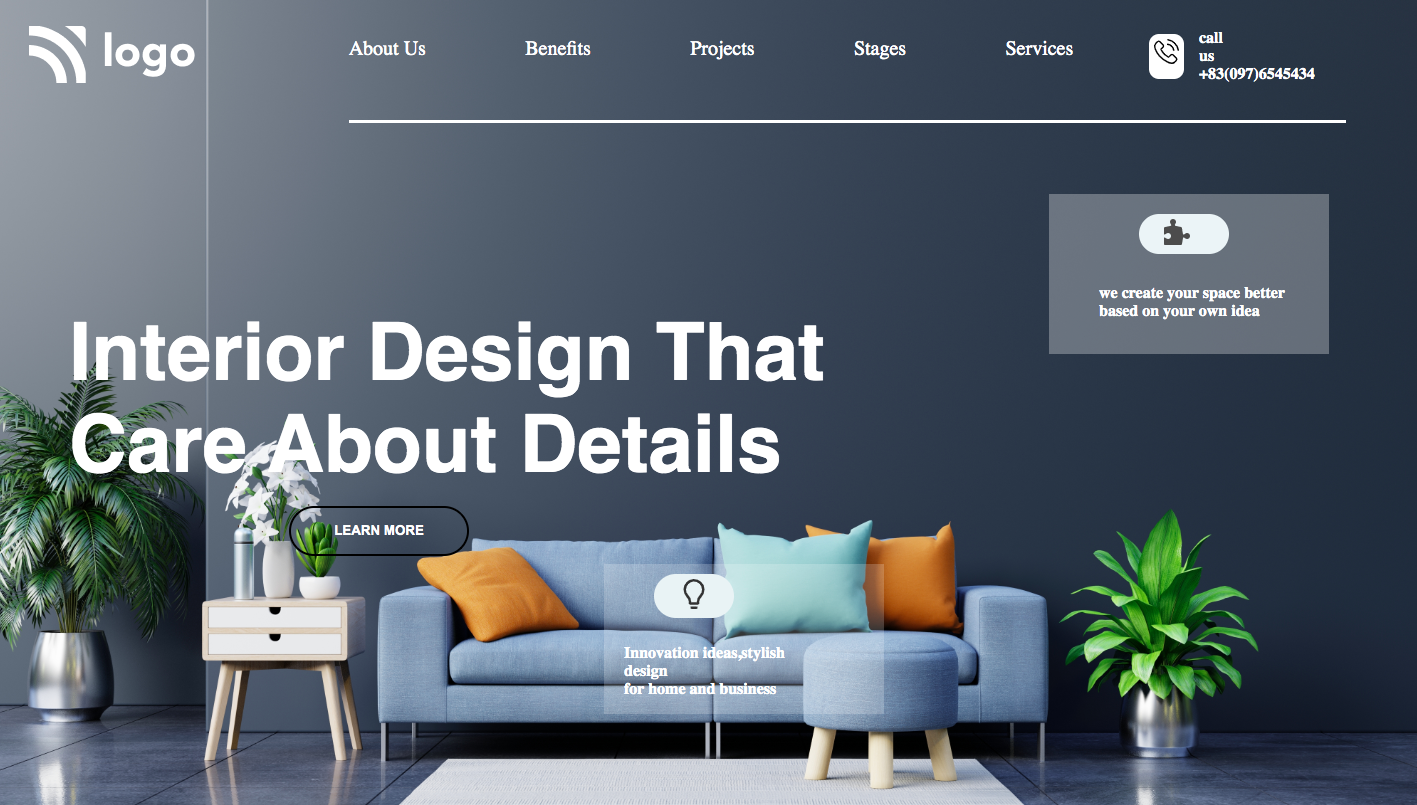 logo
About Us
Benefits
Projects
Stages
Services
call
us
+83(097)6545434
we create your space better
based on your own idea
Interior Design That
Care About Details
LEARN MORE
Innovation ideas,stylish
design
for home and business